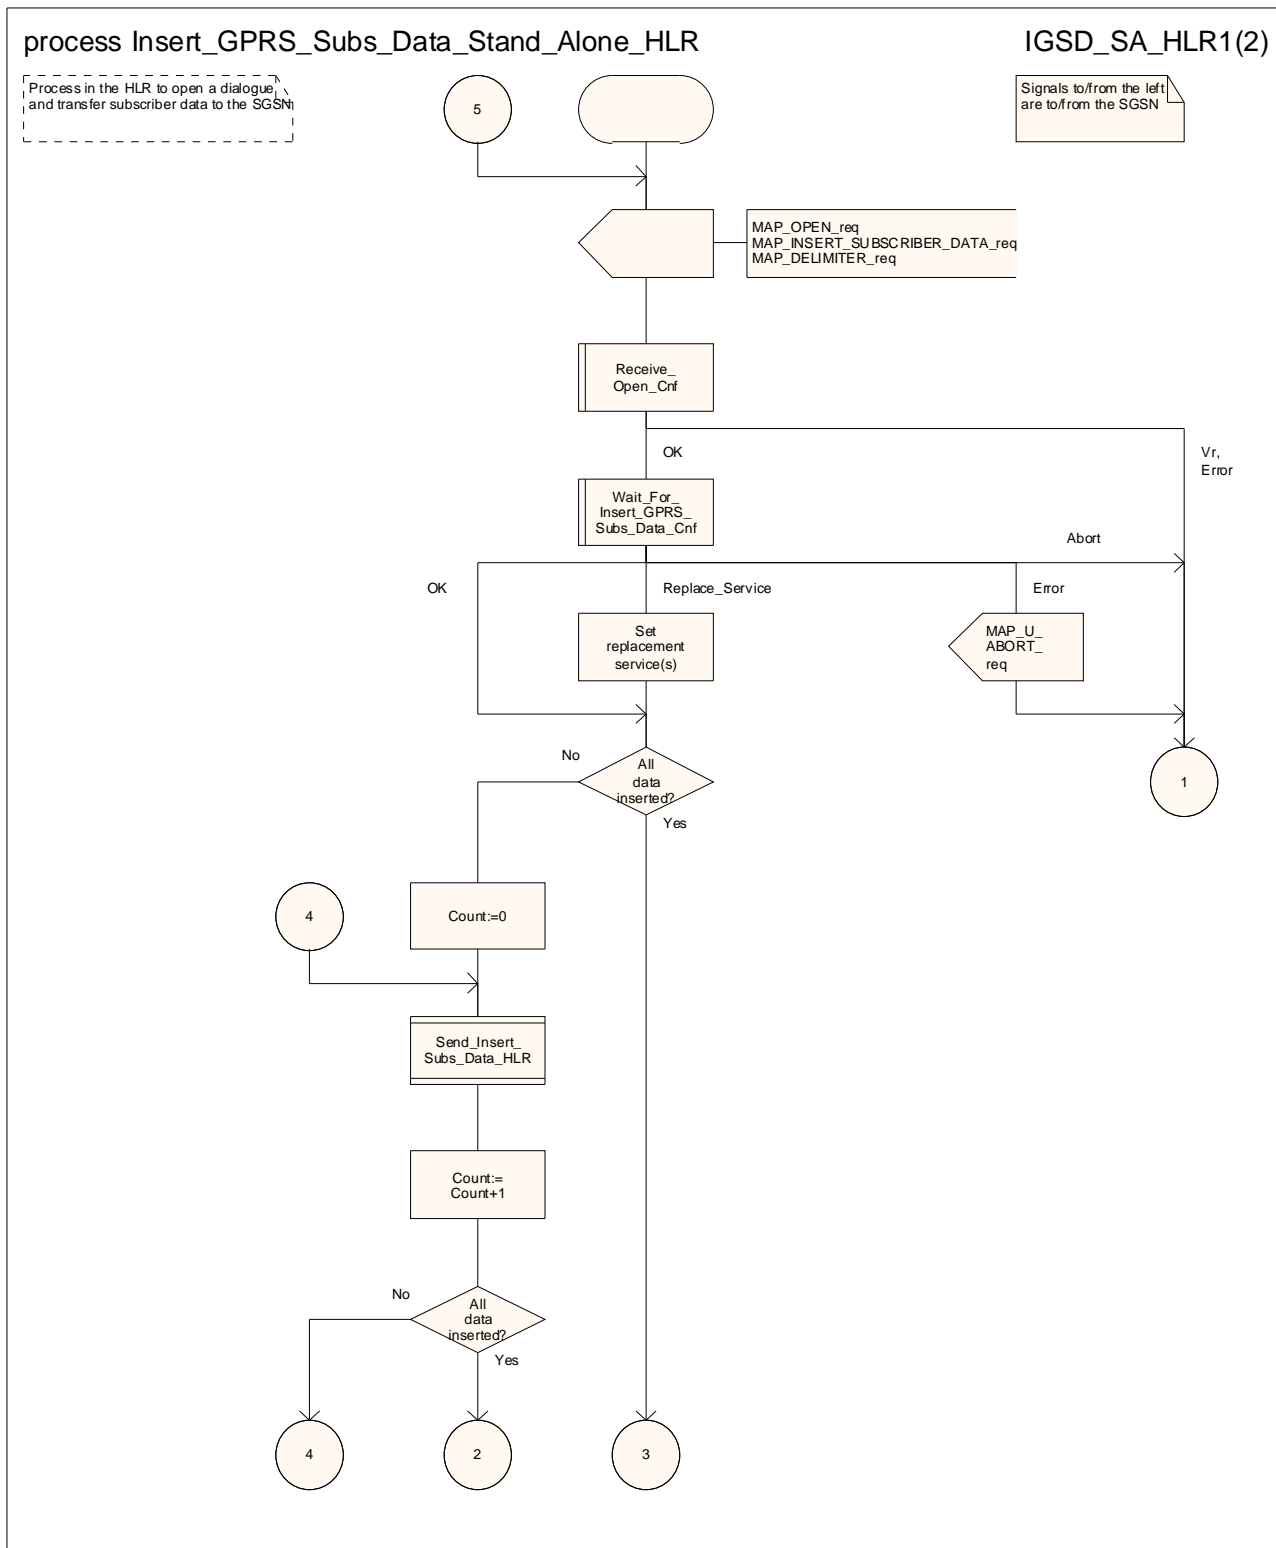 process Insert_GPRS_Subs_Data_Stand_Alone_HLR
IGSD_SA_HLR1(2)
Process in the HLR to open a dialogue
and transfer subscriber data to the SGSN
5
Signals to/from the left
are to/from the SGSN
MAP_OPEN_req
MAP_INSERT_SUBSCRIBER_DATA_req
MAP_DELIMITER_req
Receive_
Open_Cnf
OK
Vr,
Error
Wait_For_
Insert_GPRS_
Subs_Data_Cnf
Abort
OK
Replace_Service
Error
Set
replacement
service(s)
MAP_U_
ABORT_
req
No
All
data
inserted?
Yes
1
4
Count:=0
Send_Insert_
Subs_Data_HLR
Count:=
Count+1
No
All
data
inserted?
Yes
4
2
3